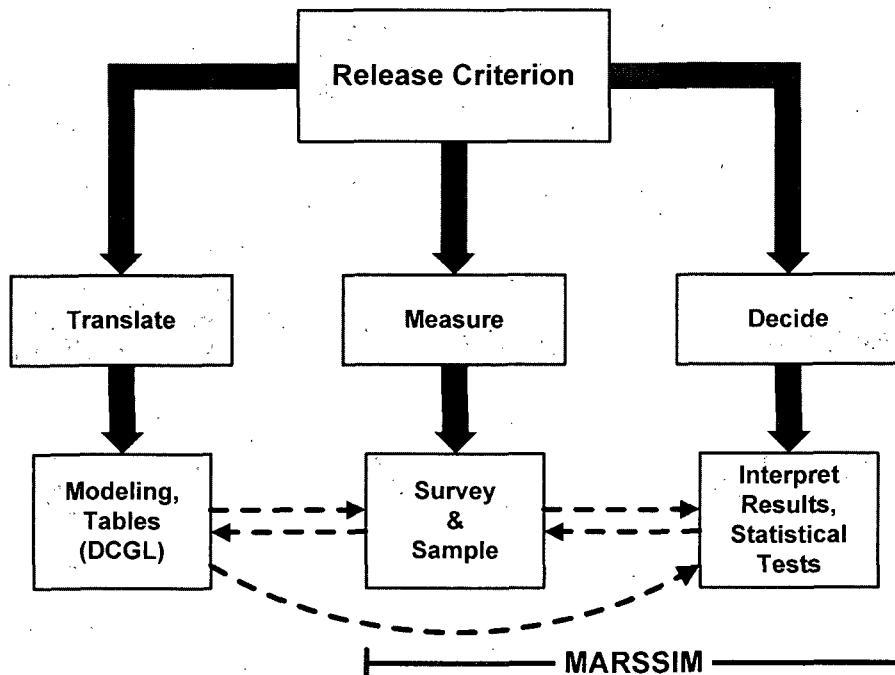 Release Criterion
Translate
Measure
Decide
Modeling,
Tables
(DCGL)
Survey
&
Sample
Interpret
Results,
Statistical
Tests
MARSSIM